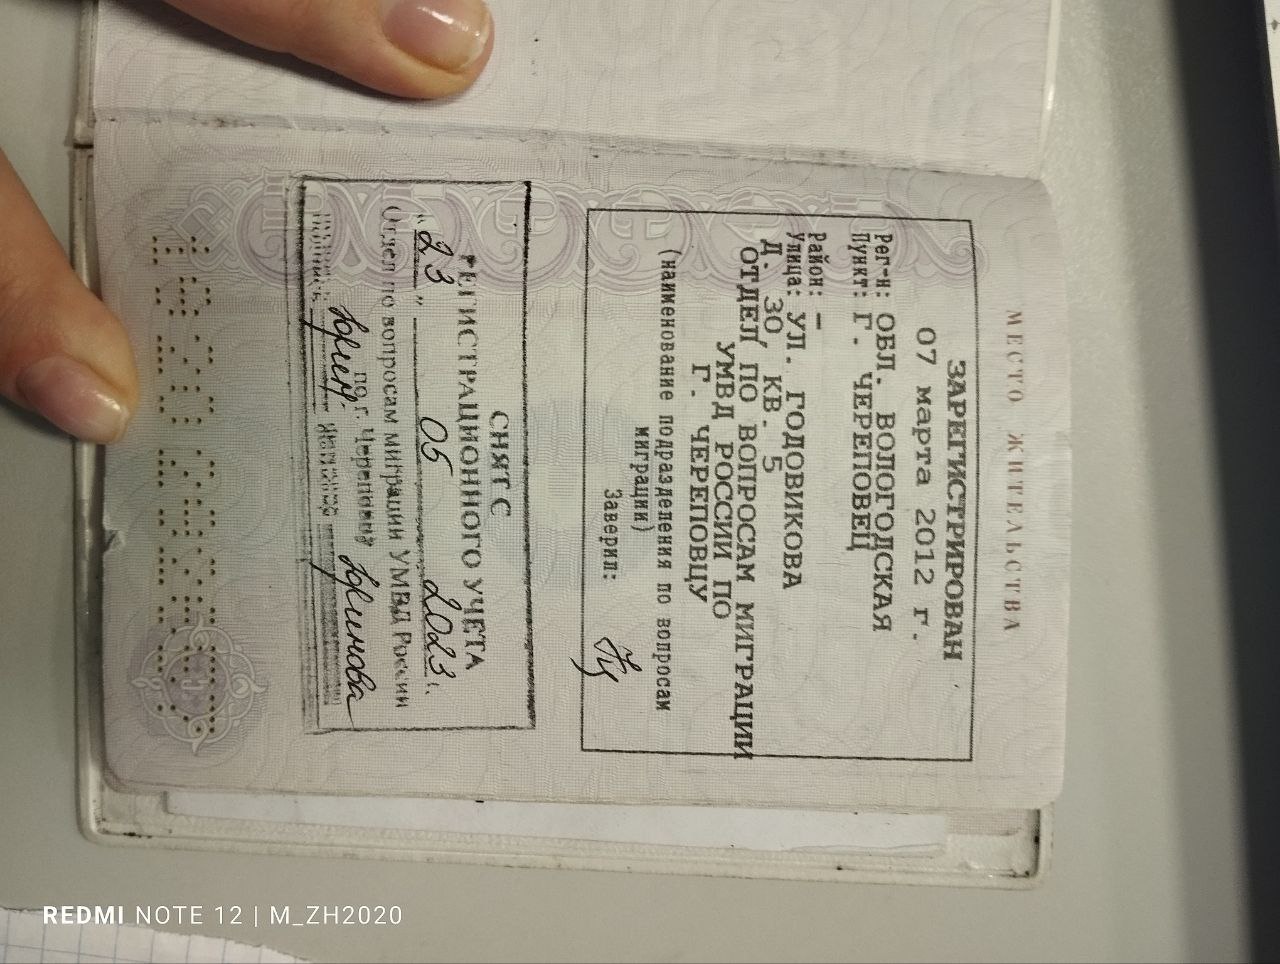 МЕСТО ЖИТЕЛЬСТВА
ЗАРЕГИСТРИРОВАН
07 марта 2012 г.
Рег-н: ОБЛ. ВОЛОГОДСКАЯ
Пункт: Г. ЧЕРЕПОВЕЦ
Район: –
Улица: УЛ. ГОДОВИКОВА
Д. 30, КВ. 5
ОТДЕЛ ПО ВОПРОСАМ МИГРАЦИИ
УМВД РОССИИ ПО
Г. ЧЕРЕПОВЦУ
(наименование подразделения по вопросам
миграции)
Заверил:
СНЯТ С
РЕГИСТРАЦИОННОГО УЧЕТА
"23" 05 2023 г.
Отдел по вопросам миграции УМВД России
по г. Череповцу
REDMI NOTE 12 | M_ZH2020